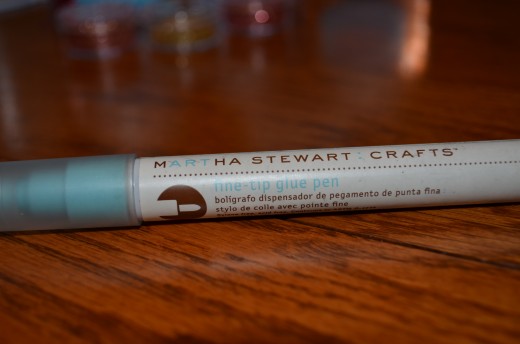 MARTHA STEWART : CRAFTS™
fine-tip glue pen
bolígrafo dispensador de pegamento de punta fina
stylo de colle avec pointe fine